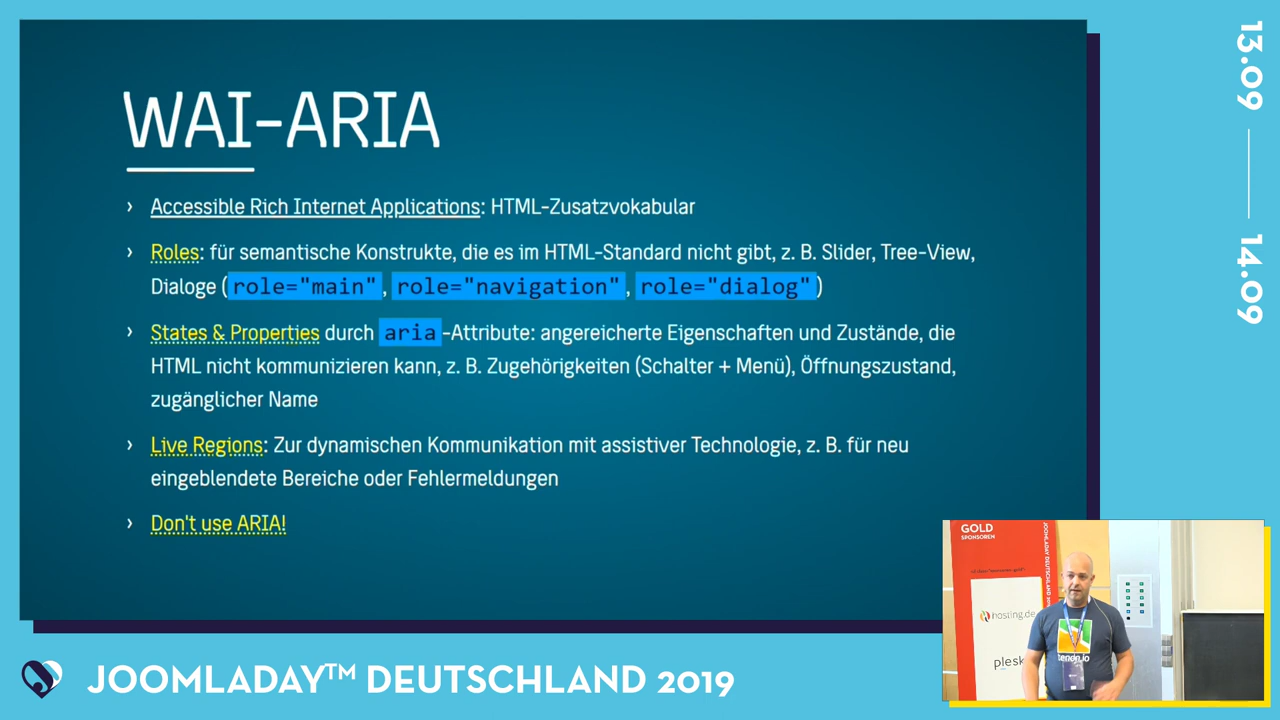 WAI-ARIA
› Accessible Rich Internet Applications: HTML-Zusatzvokabular
› Roles: für semantische Konstrukte, die es im HTML-Standard nicht gibt, z. B. Slider, Tree-View,
Dialoge (role="main", role="navigation", role="dialog")
› States & Properties durch aria-Attribute: angereicherte Eigenschaften und Zustände, die
HTML nicht kommunizieren kann, z. B. Zugehörigkeiten (Schalter + Menü), Öffnungszustand,
zugänglicher Name
› Live Regions: Zur dynamischen Kommunikation mit assistiver Technologie, z. B. für neu
eingeblendete Bereiche oder Fehlermeldungen
› Don't use ARIA!
13.09
14.09
GOLD
SPONSOREN
JOOMLADAY DEUTSCHLAND
hosting.de
plesk
JOOMLADAY™ DEUTSCHLAND 2019